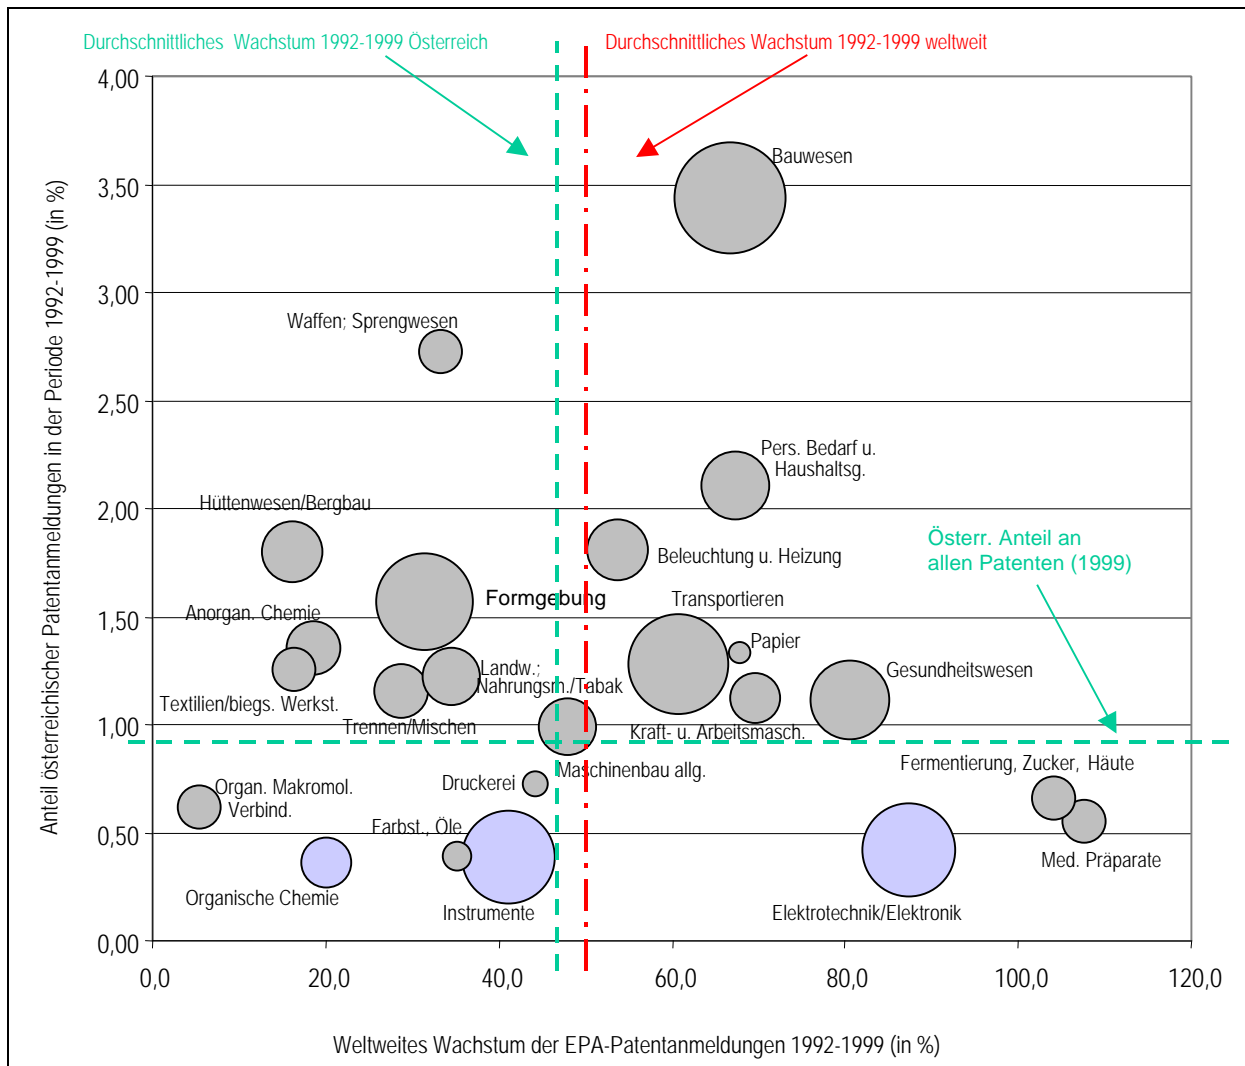 Durchschnittliches Wachstum 1992-1999 Österreich
Durchschnittliches Wachstum 1992-1999 weltweit
4,00
3,50
3,00
2,50
2,00
1,50
1,00
0,50
0,00
Anteil österreichischer Patentanmeldungen in der Periode 1992-1999 (in %)
Bauwesen
Waffen; Sprengwesen
Pers. Bedarf u.
Haushaltsg.
Hüttenwesen/Bergbau
Beleuchtung u. Heizung
Österr. Anteil an
allen Patenten (1999)
Formgebung
Transportieren
Anorgan. Chemie
Papier
Landw.;
Nahrungsm./Tabak
Gesundheitswesen
Textilien/biegs. Werkst.
Trennen/Mischen
Kraft- u. Arbeitsmasch.
Maschinenbau allg.
Fermentierung, Zucker, Häute
Druckerei
Organ. Makromol.
Verbind.
Farbst., Öle
Med. Präparate
Organische Chemie
Instrumente
Elektrotechnik/Elektronik
0,0
20,0
40,0
60,0
80,0
100,0
120,0
Weltweites Wachstum der EPA-Patentanmeldungen 1992-1999 (in %)